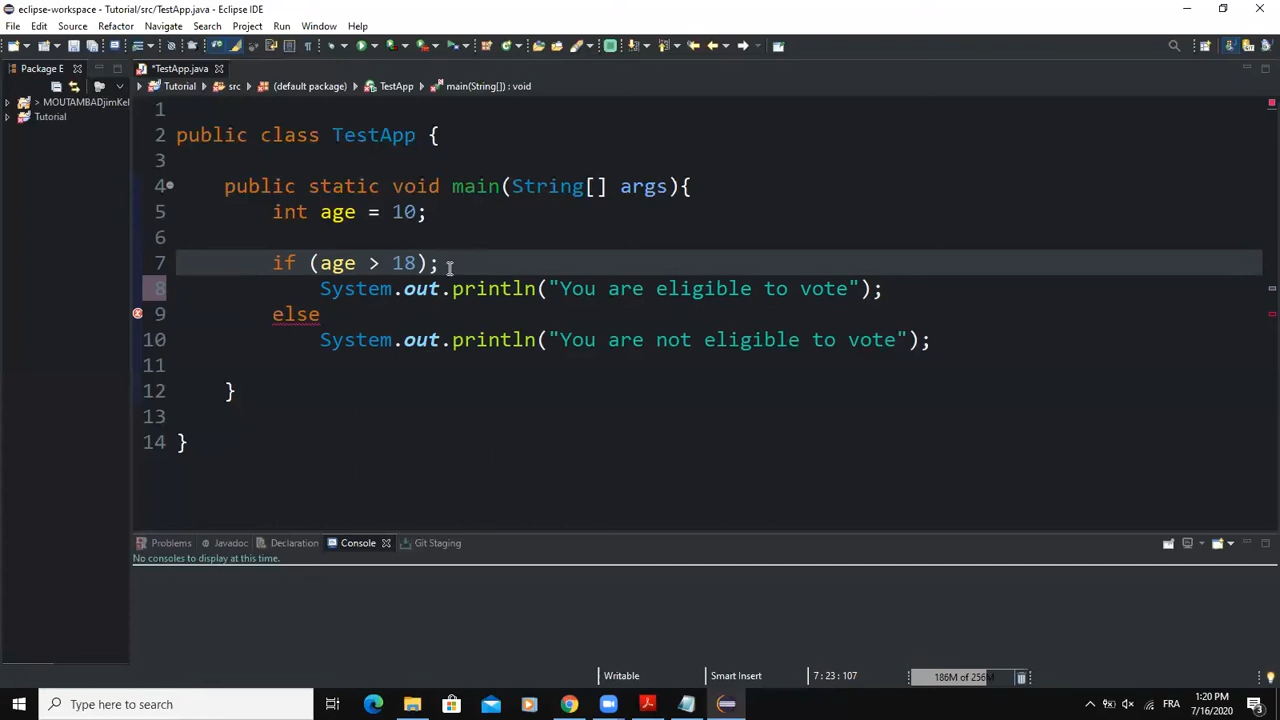 eclipse-workspace - Tutorial/src/TestApp.java - Eclipse IDE
File Edit Source Refactor Navigate Search Project Run Window Help
Package E *TestApp.java
Tutorial src (default package) TestApp main(String[]) : void
> MOUTAMBADjimKel
Tutorial
1
2 public class TestApp {
3
4 public static void main(String[] args){
5 int age = 10;
6
7 if (age > 18);
8 System.out.println("You are eligible to vote");
9 else
10 System.out.println("You are not eligible to vote");
11
12 }
13
14 }
Problems Javadoc Declaration Console Git Staging
No consoles to display at this time.
Writable Smart Insert 7 : 23 : 107 186M of 256M
Type here to search
FRA
1:20 PM
7/16/2020
3